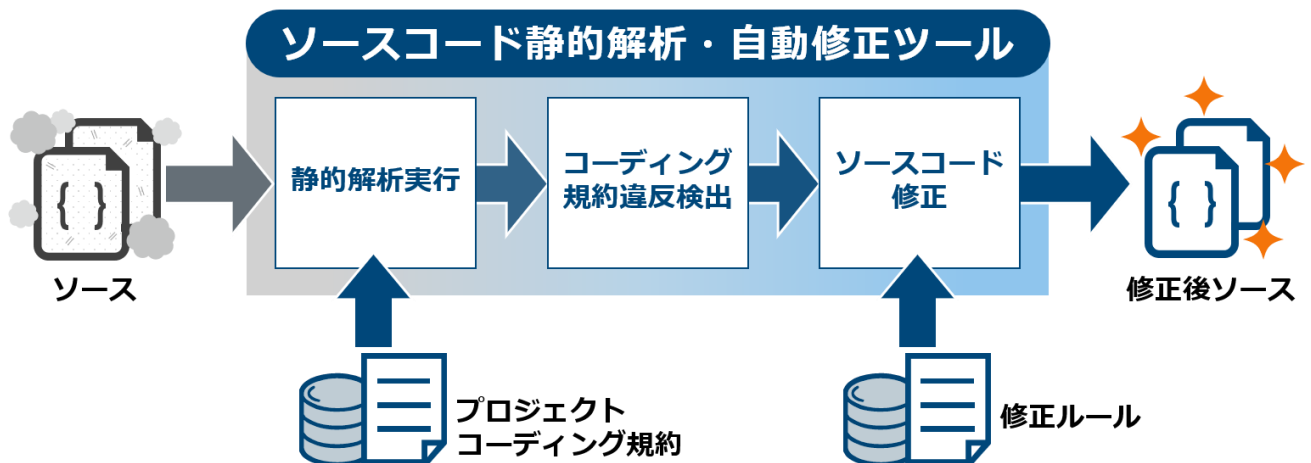 ソースコード静的解析・自動修正ツール
静的解析実行
コーディング
規約違反検出
ソースコード
修正
{ }
ソース
{ }
修正後ソース
プロジェクト
コーディング規約
修正ルール